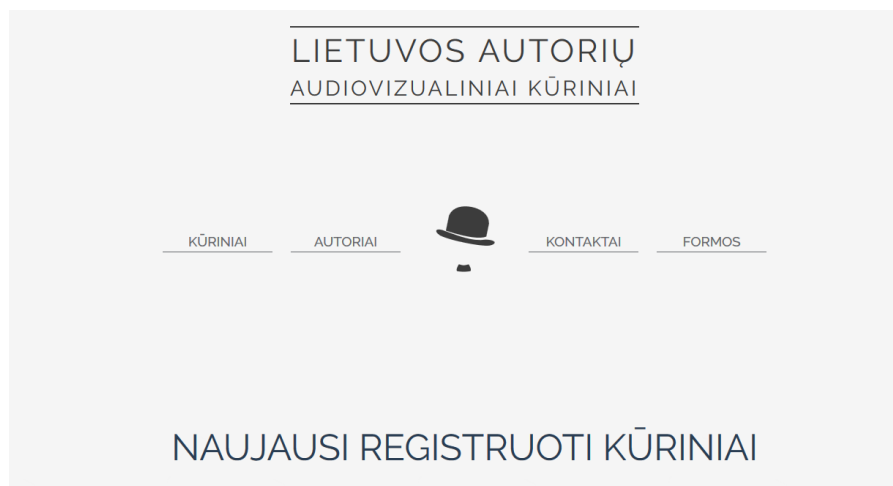 LIETUVOS AUTORIŲ
AUDIOVIZUALINIAI KŪRINIAI
KŪRINIAI
AUTORIAI
KONTAKTAI
FORMOS
NAUJAUSI REGISTRUOTI KŪRINIAI